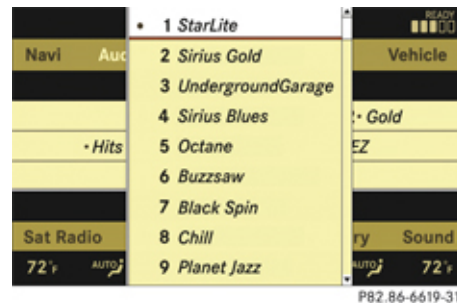 READY
Navi Aud Vehicle
• 1 StarLite
2 Sirius Gold
3 UndergroundGarage
4 Sirius Blues
5 Octane
6 Buzzsaw
7 Black Spin
8 Chill
9 Planet Jazz
• Gold
• Hits EZ
Sat Radio ry Sound
72°F AUTO AUTO 72°F
P82.86-6619-31